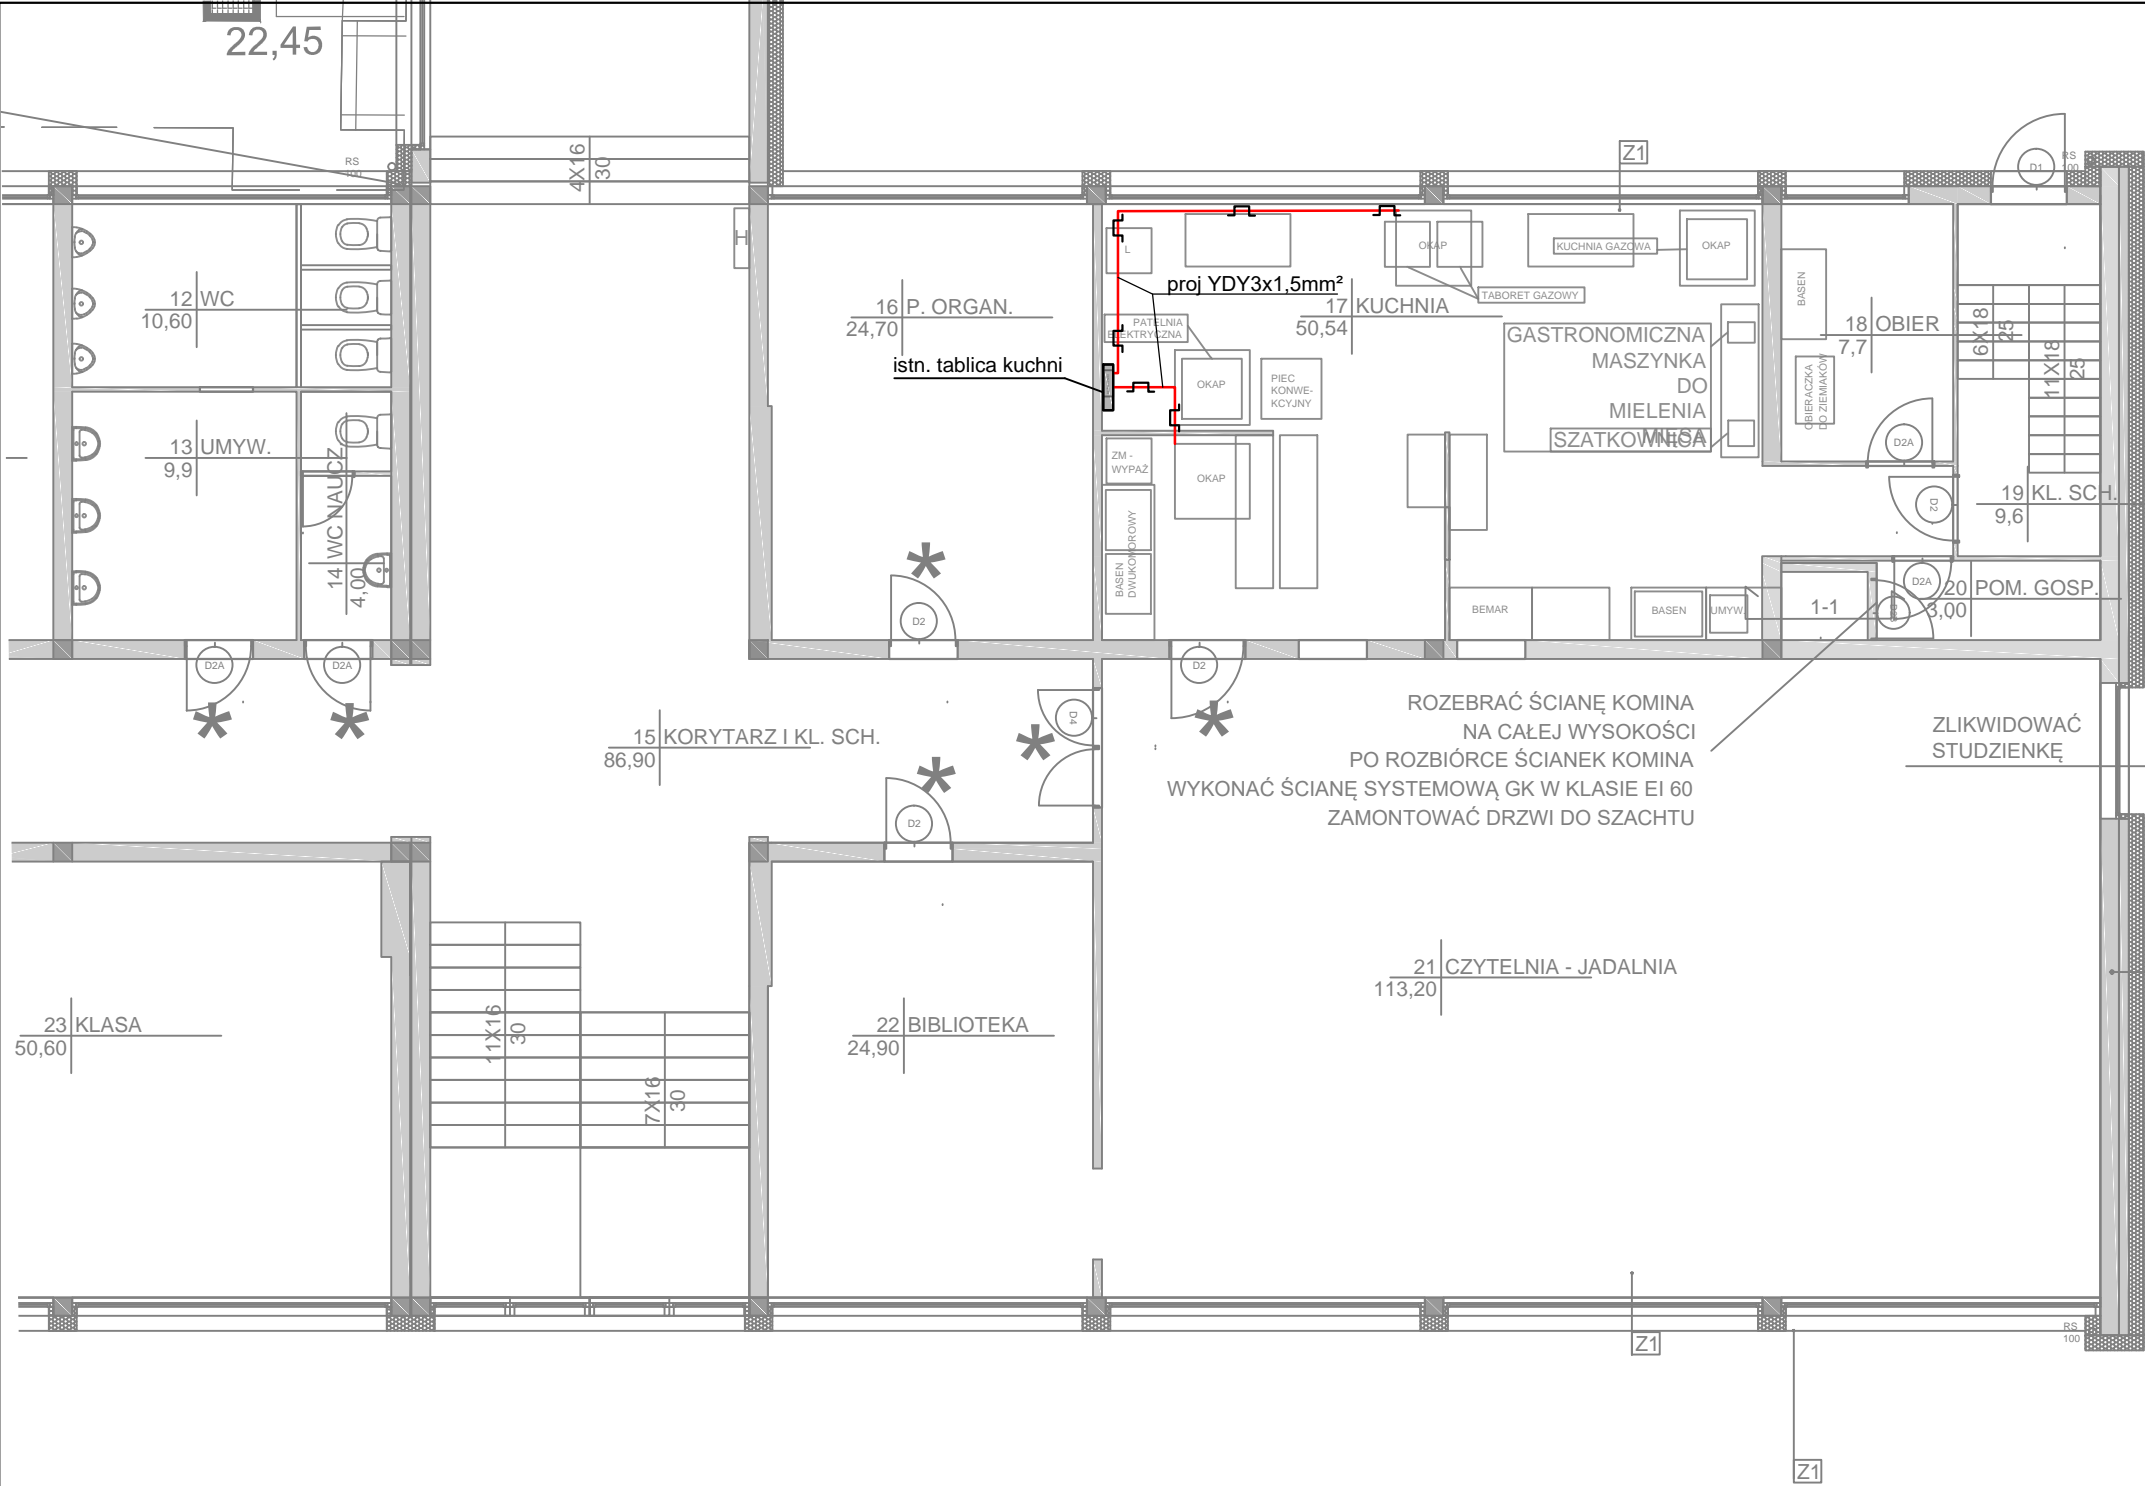 22,45
RS
100
4X16
30
Z1
D1
RS
100
H
12 WC
10,60
16 P. ORGAN.
24,70
L
proj YDY3x1,5mm²
17 KUCHNIA
50,54
OKAP
KUCHNIA GAZOWA
OKAP
TABORET GAZOWY
PATELNIA
ELEKTRYCZNA
istn. tablica kuchni
OKAP
PIEC
KONWE-
KCYJNY
GASTRONOMICZNA
MASZYNKA
DO
MIELENIA
MIĘSA
SZATKOWNICA
BASEN
18 OBIER
7,7
OBIERACZKA
DO ZIEMIAKÓW
6X18
25
11X18
25
D2A
13 UMYW.
9,9
14 WC NAUCZ
4,00
ZM -
WYPAŻ
OKAP
BASEN
DWUKOMOROWY
D2
19 KL. SCH.
9,6
D2
BEMAR
BASEN
UMYW.
1-1
D2A
20 POM. GOSP.
3,00
D2A
D2A
D2
D4
15 KORYTARZ I KL. SCH.
86,90
D2
ROZEBRAĆ ŚCIANĘ KOMINA
NA CAŁEJ WYSOKOŚCI
PO ROZBIÓRCE ŚCIANEK KOMINA
WYKONAĆ ŚCIANĘ SYSTEMOWĄ GK W KLASIE EI 60
ZAMONTOWAĆ DRZWI DO SZACHTU
ZLIKWIDOWAĆ
STUDZIENKĘ
21 CZYTELNIA - JADALNIA
113,20
23 KLASA
50,60
11X16
30
7X16
30
22 BIBLIOTEKA
24,90
RS
100
Z1
Z1